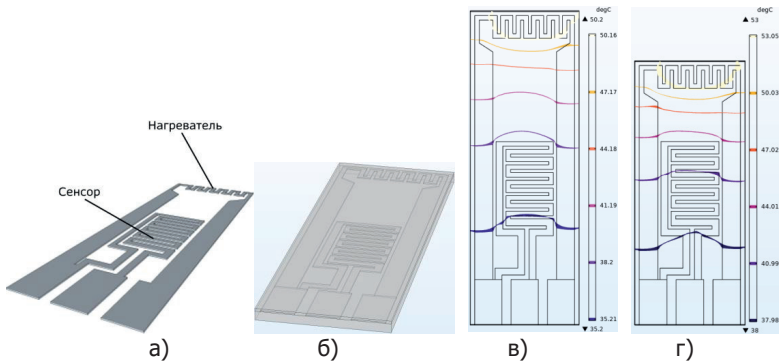 Нагреватель
Сенсор
а)
б)
degC
▲ 50.2
50.16
47.17
44.18
41.19
38.2
35.21
▼ 35.2
в)
degC
▲ 53
53.05
50.03
47.02
44.01
40.99
37.98
▼ 38
г)